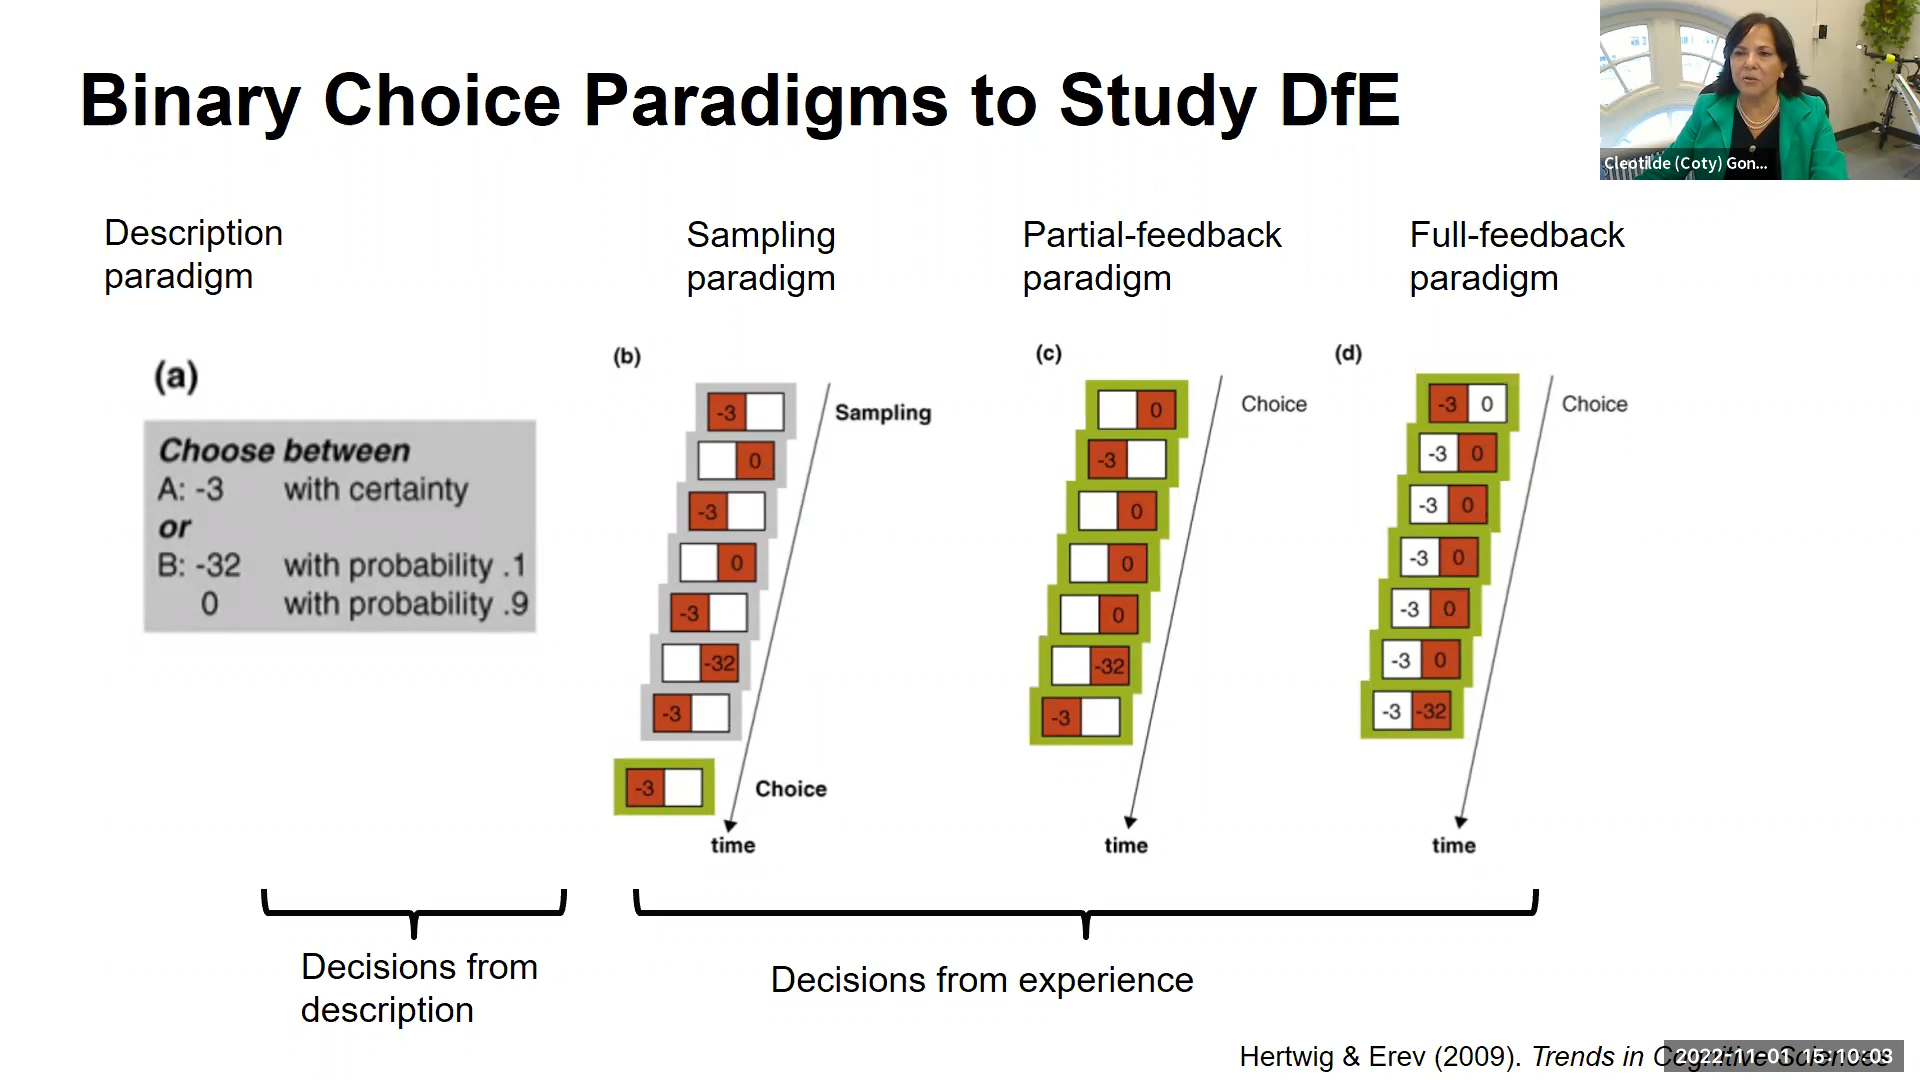 Binary Choice Paradigms to Study DfE
Cleotilde (Coty) Gon...
Description
paradigm
Sampling
paradigm
Partial-feedback
paradigm
Full-feedback
paradigm
(a)
Choose between
A: -3 with certainty
or
B: -32 with probability .1
0 with probability .9
(b)
-3
Sampling
0
-3
0
-3
-32
-3
-3
Choice
time
(c)
0
Choice
-3
0
0
0
-32
-3
time
(d)
-3 0
Choice
-3 0
-3 0
-3 0
-3 0
-3 0
-3 -32
time
Decisions from
description
Decisions from experience
Hertwig & Erev (2009). Trends in Cognitive Sciences
2022-11-01 15:10:03